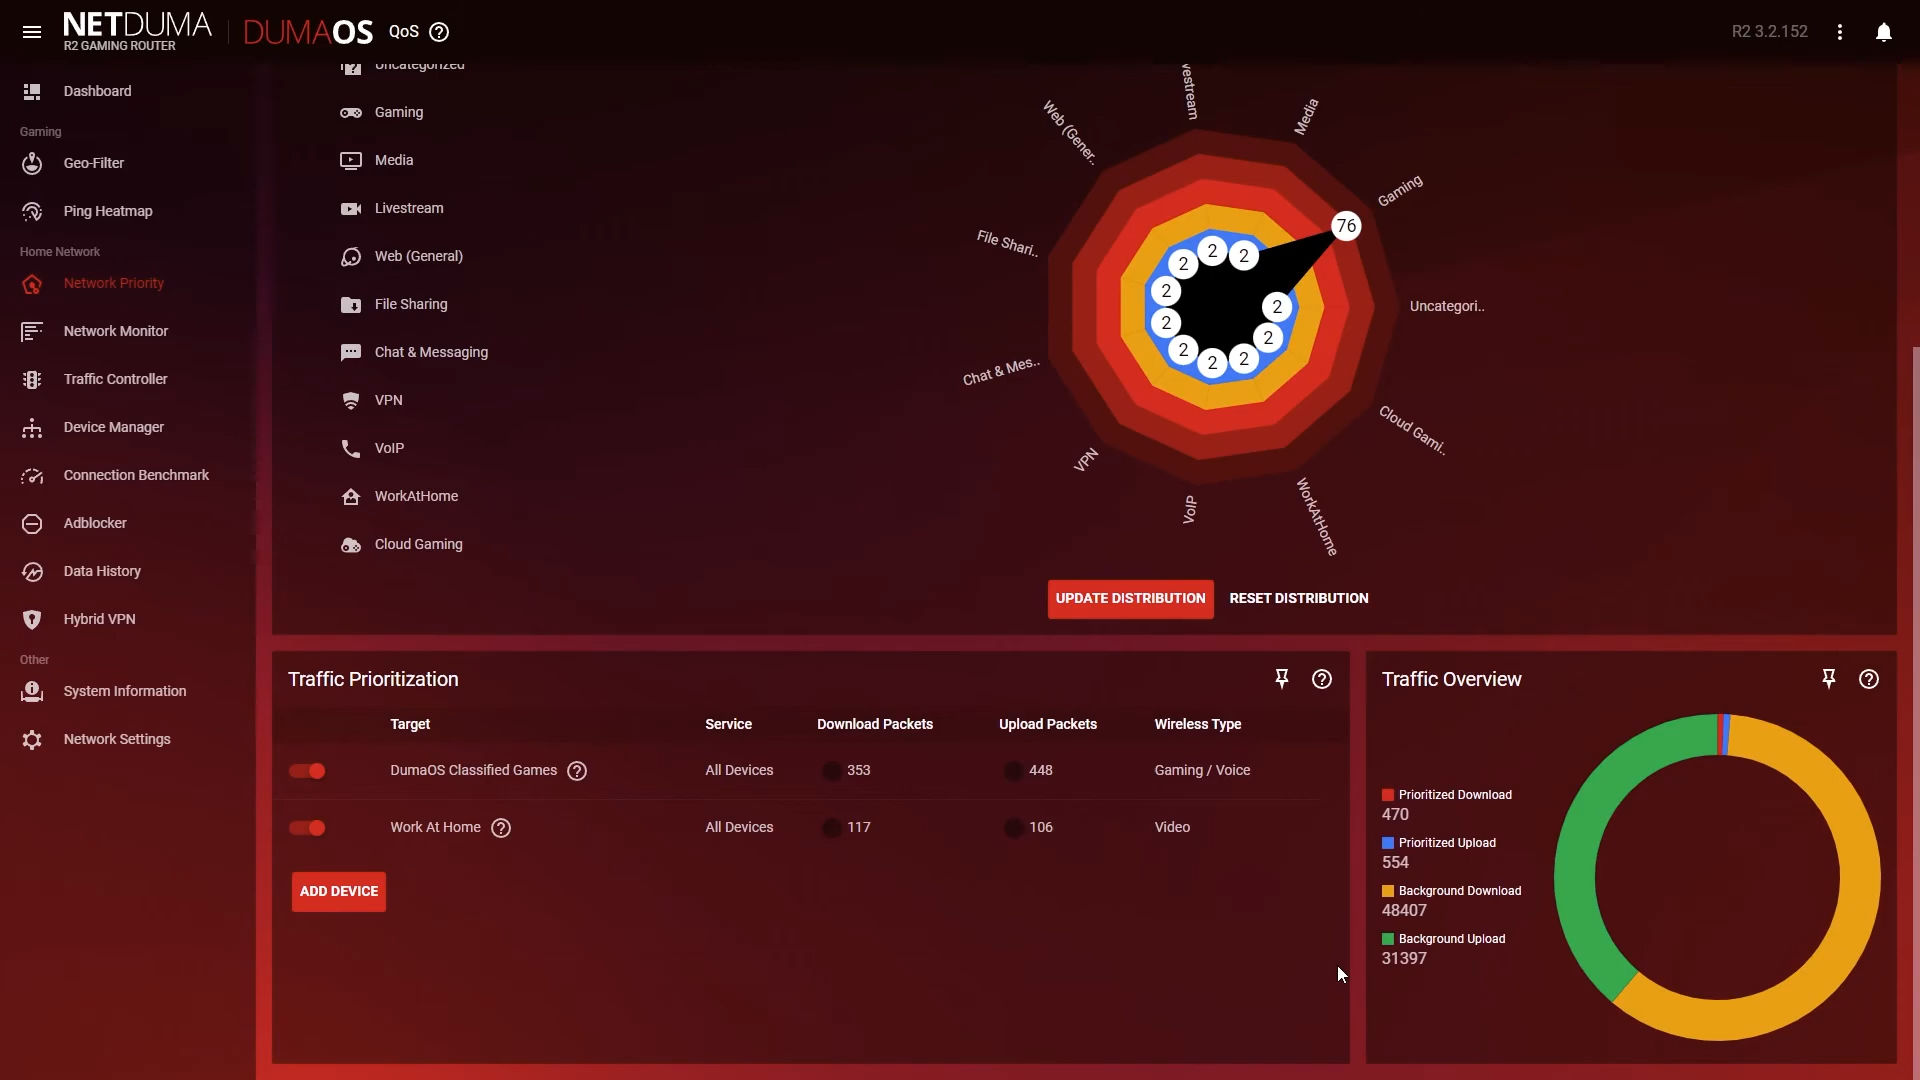 NETDUMA
R2 GAMING ROUTER
DUMAOS
QoS
R2 3.2.152
Dashboard
Gaming
Geo-Filter
Ping Heatmap
Home Network
Network Priority
Network Monitor
Traffic Controller
Device Manager
Connection Benchmark
Adblocker
Data History
Hybrid VPN
Other
System Information
Network Settings
Uncategorized
Gaming
Media
Livestream
Web (General)
File Sharing
Chat & Messaging
VPN
VoIP
WorkAtHome
Cloud Gaming
vestream
Media
Web (Gener..
Gaming
76
File Shari..
2
2
2
2
2
2
Uncategori..
2
2
2
2
Chat & Mes..
Cloud Gami..
VPN
VoIP
WorkAtHome
UPDATE DISTRIBUTION
RESET DISTRIBUTION
Traffic Prioritization
Target Service Download Packets Upload Packets Wireless Type
DumaOS Classified Games All Devices 353 448 Gaming / Voice
Work At Home All Devices 117 106 Video
ADD DEVICE
Traffic Overview
Prioritized Download
470
Prioritized Upload
554
Background Download
48407
Background Upload
31397